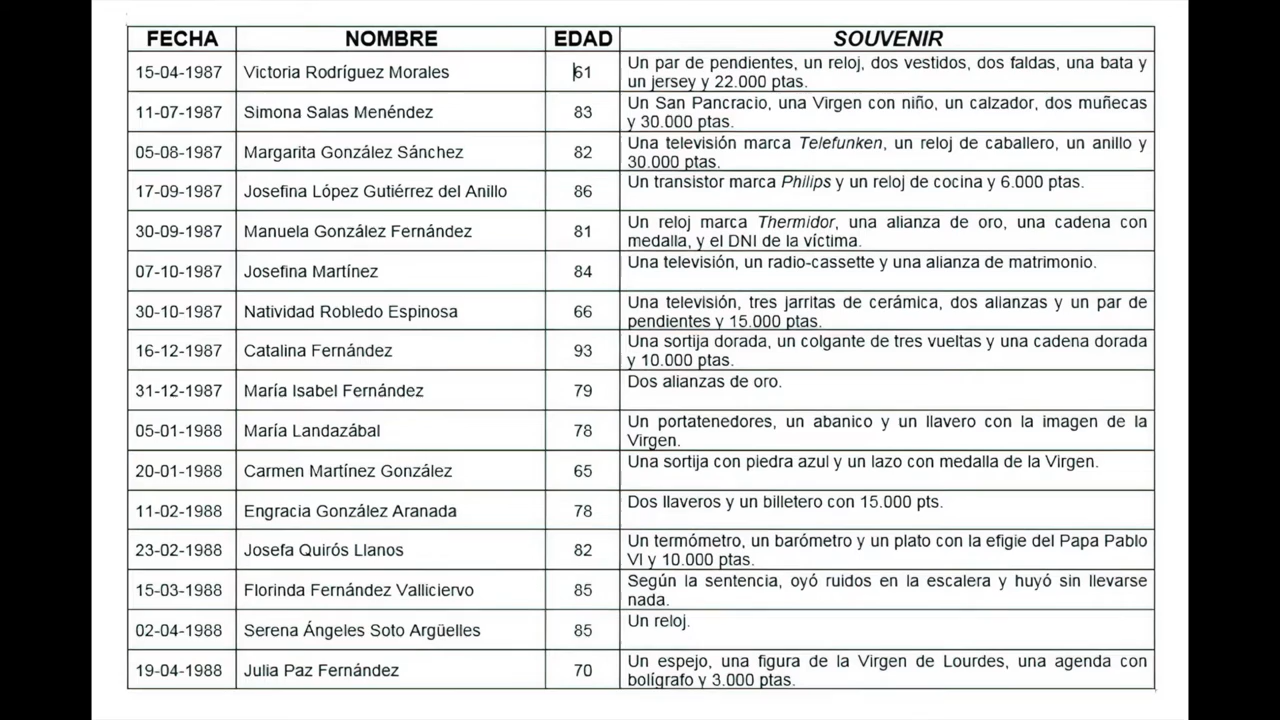 FECHA NOMBRE EDAD SOUVENIR
15-04-1987 Victoria Rodríguez Morales 61 Un par de pendientes, un reloj, dos vestidos, dos faldas, una bata y
un jersey y 22.000 ptas.
11-07-1987 Simona Salas Menéndez 83 Un San Pancracio, una Virgen con niño, un calzador, dos muñecas
y 30.000 ptas.
05-08-1987 Margarita González Sánchez 82 Una televisión marca Telefunken, un reloj de caballero, un anillo y
30.000 ptas.
17-09-1987 Josefina López Gutiérrez del Anillo 86 Un transistor marca Philips y un reloj de cocina y 6.000 ptas.
30-09-1987 Manuela González Fernández 81 Un reloj marca Thermidor, una alianza de oro, una cadena con
medalla, y el DNI de la víctima.
07-10-1987 Josefina Martínez 84 Una televisión, un radio-cassette y una alianza de matrimonio.
30-10-1987 Natividad Robledo Espinosa 66 Una televisión, tres jarritas de cerámica, dos alianzas y un par de
pendientes y 15.000 ptas.
16-12-1987 Catalina Fernández 93 Una sortija dorada, un colgante de tres vueltas y una cadena dorada
y 10.000 ptas.
31-12-1987 María Isabel Fernández 79 Dos alianzas de oro.
05-01-1988 María Landazábal 78 Un portatenedores, un abanico y un llavero con la imagen de la
Virgen.
20-01-1988 Carmen Martínez González 65 Una sortija con piedra azul y un lazo con medalla de la Virgen.
11-02-1988 Engracia González Aranada 78 Dos llaveros y un billetero con 15.000 pts.
23-02-1988 Josefa Quirós Llanos 82 Un termómetro, un barómetro y un plato con la efigie del Papa Pablo
VI y 10.000 ptas.
15-03-1988 Florinda Fernández Valliciervo 85 Según la sentencia, oyó ruidos en la escalera y huyó sin llevarse
nada.
02-04-1988 Serena Ángeles Soto Argüelles 85 Un reloj.
19-04-1988 Julia Paz Fernández 70 Un espejo, una figura de la Virgen de Lourdes, una agenda con
bolígrafo y 3.000 ptas.